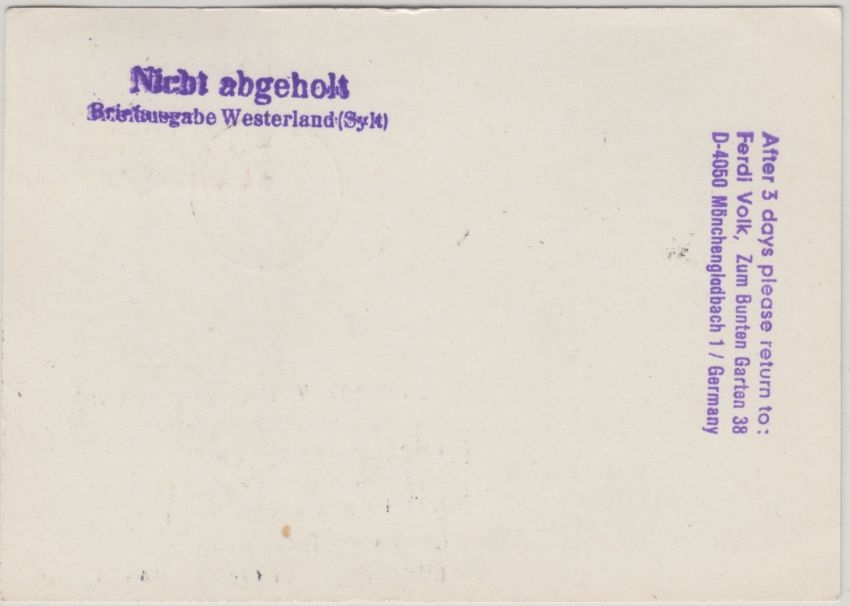 Nicht abgeholt
Briefausgabe Westerland (Sylt)
After 3 days please return to:
Ferdi Volk, Zum Bunten Garten 38
D-4050 Mönchengladbach 1 / Germany